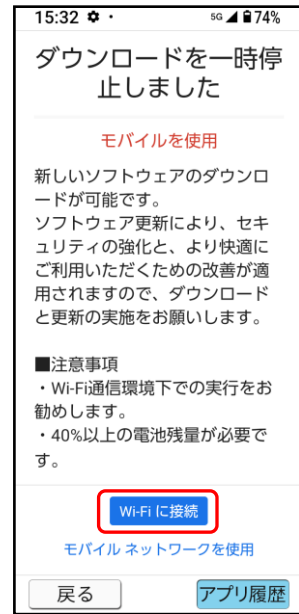 15:32 5G 74%
ダウンロードを一時停
止しました
モバイルを使用
新しいソフトウェアのダウンロ
ードが可能です。
ソフトウェア更新により、セキ
ュリティの強化と、より快適に
ご利用いただくための改善が適
用されますので、ダウンロード
と更新の実施をお願いします。
■注意事項
・Wi-Fi通信環境下での実行をお
勧めします。
・40%以上の電池残量が必要で
す。
Wi-Fi に接続
モバイル ネットワークを使用
戻る アプリ履歴